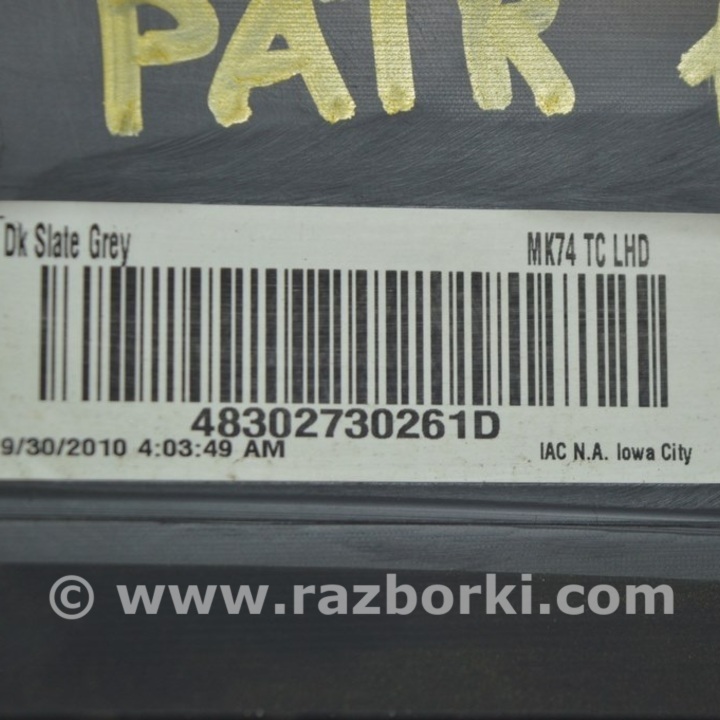 PATR
Dk Slate Grey
MK74 TC LHD
48302730261D
9/30/2010 4:03:49 AM
IAC N.A. Iowa City
© www.razborki.com